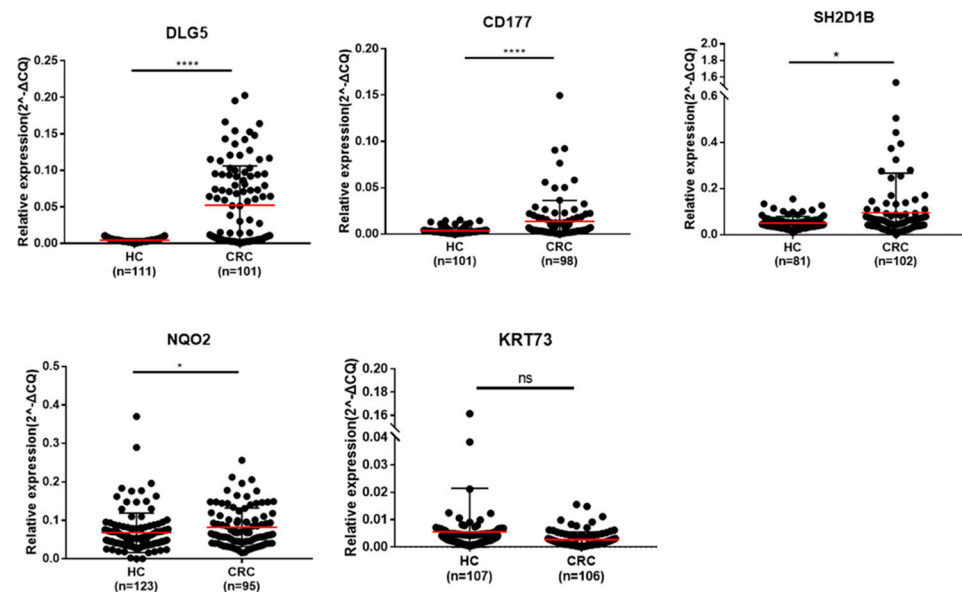 DLG5
Relative expression(2^-ΔCQ)
0.25
0.20
0.15
0.10
0.05
0.00
****
HC
(n=111)
CRC
(n=101)
CD177
Relative expression(2^-ΔCQ)
0.20
0.15
0.10
0.05
0.00
****
HC
(n=101)
CRC
(n=98)
SH2D1B
Relative expression(2^-ΔCQ)
2.0
1.8
1.6
0.6
0.4
0.2
0.0
*
HC
(n=81)
CRC
(n=102)
NQO2
Relative expression(2^-ΔCQ)
0.5
0.4
0.3
0.2
0.1
0.0
*
HC
(n=123)
CRC
(n=95)
KRT73
Relative expression(2^-ΔCQ)
0.20
0.18
0.16
0.04
0.03
0.02
0.01
0.00
ns
HC
(n=107)
CRC
(n=106)